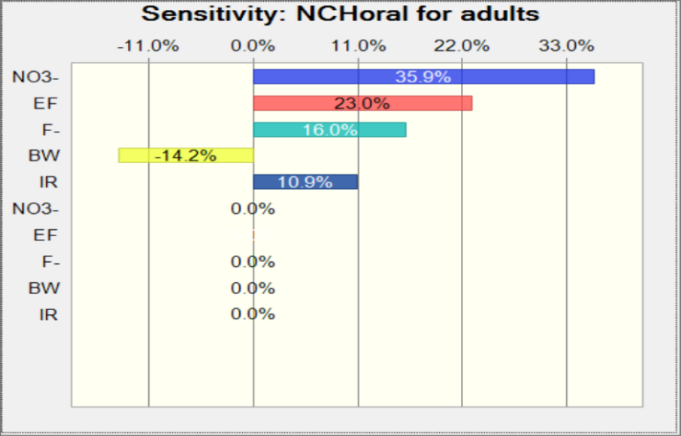 Sensitivity: NCHoral for adults
-11.0% 0.0% 11.0% 22.0% 33.0%
NO3- 35.9%
EF 23.0%
F- 16.0%
BW -14.2%
IR 10.9%
NO3- 0.0%
EF
F- 0.0%
BW 0.0%
IR 0.0%